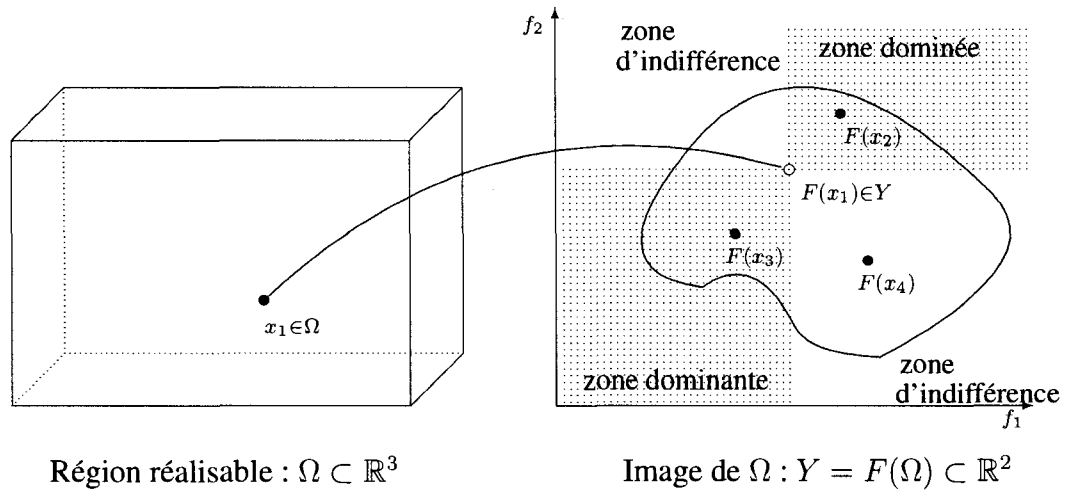 f₂
zone
d'indifférence
zone dominée
F(x₂)
F(x₁)∈Y
F(x₃)
F(x₄)
x₁∈Ω
zone dominante
zone
d'indifférence
f₁
Région réalisable : Ω ⊂ ℝ³
Image de Ω : Y = F(Ω) ⊂ ℝ²